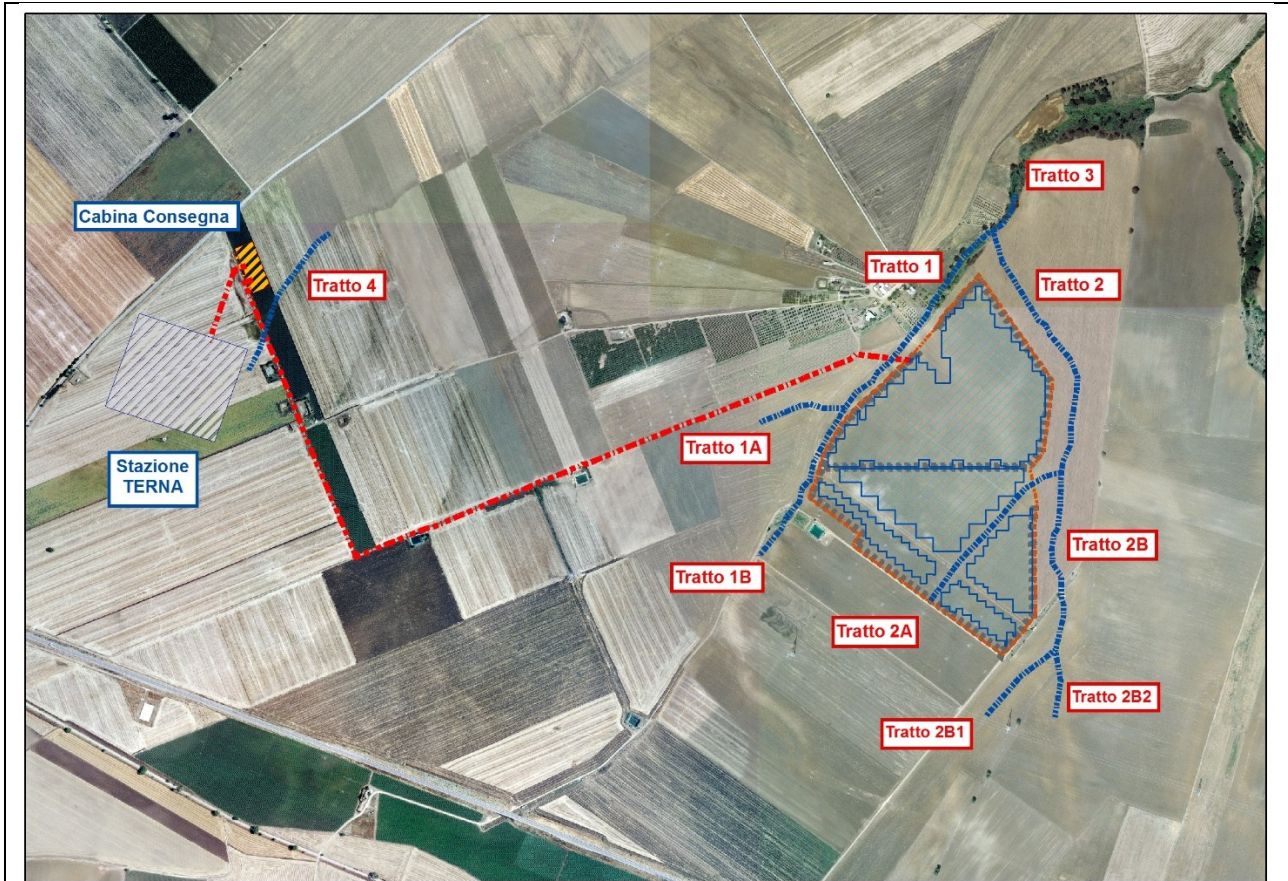 Tratto 3
Cabina Consegna
Tratto 1
Tratto 4
Tratto 2
Tratto 1A
Stazione
TERNA
Tratto 2B
Tratto 1B
Tratto 2A
Tratto 2B2
Tratto 2B1